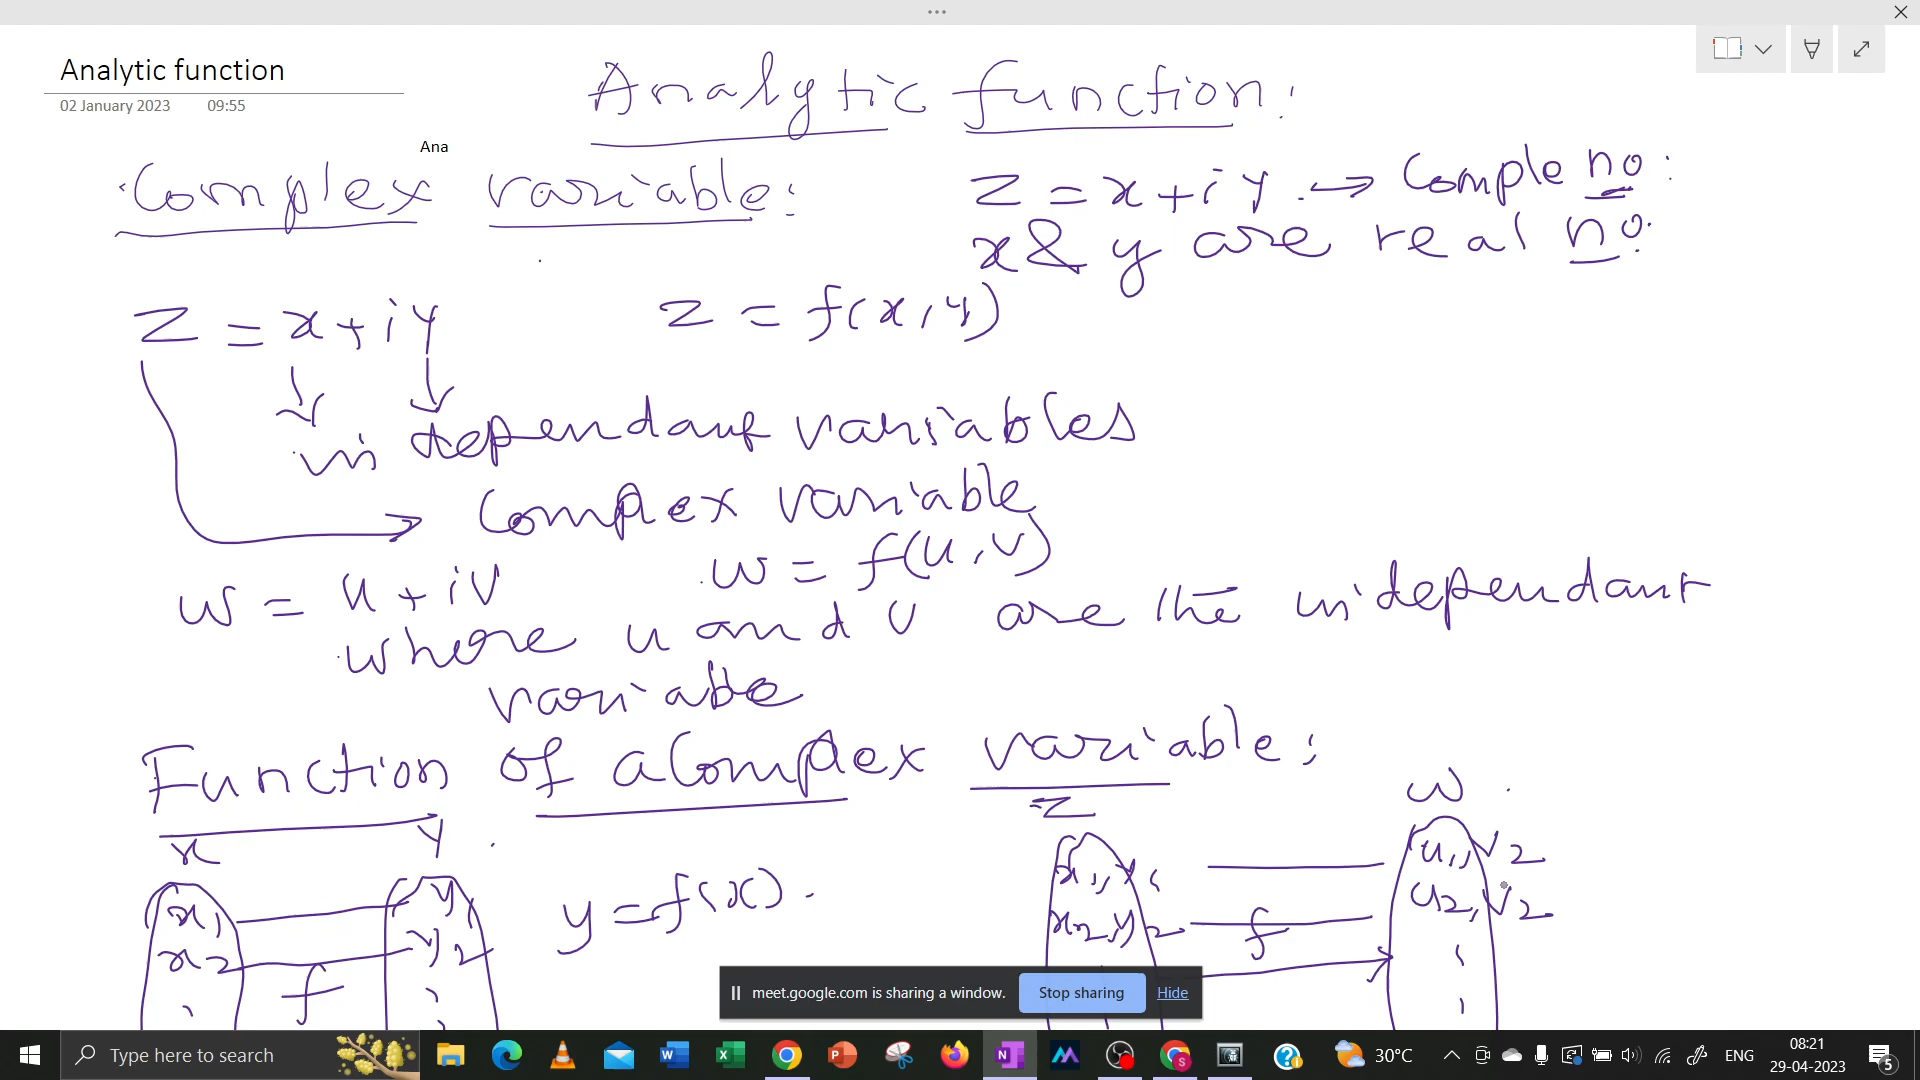 Analytic function
02 January 2023 09:55
Analytic function:
Ana
Complex variable:
z = x + iy → Comple no:
x & y are real no:
z = x + iy
z = f(x, y)
independant variables
Complex variable
w = u + iv
w = f(u, v)
where u and v are the independant
variable
Function of a Complex variable:
x y
z w
x1 y1
x2 y2
f
y = f(x).
x1, y1
x2, y2
f
u1, v2
u2, v2
meet.google.com is sharing a window. Stop sharing Hide
Type here to search
30°C
ENG
08:21
29-04-2023
5